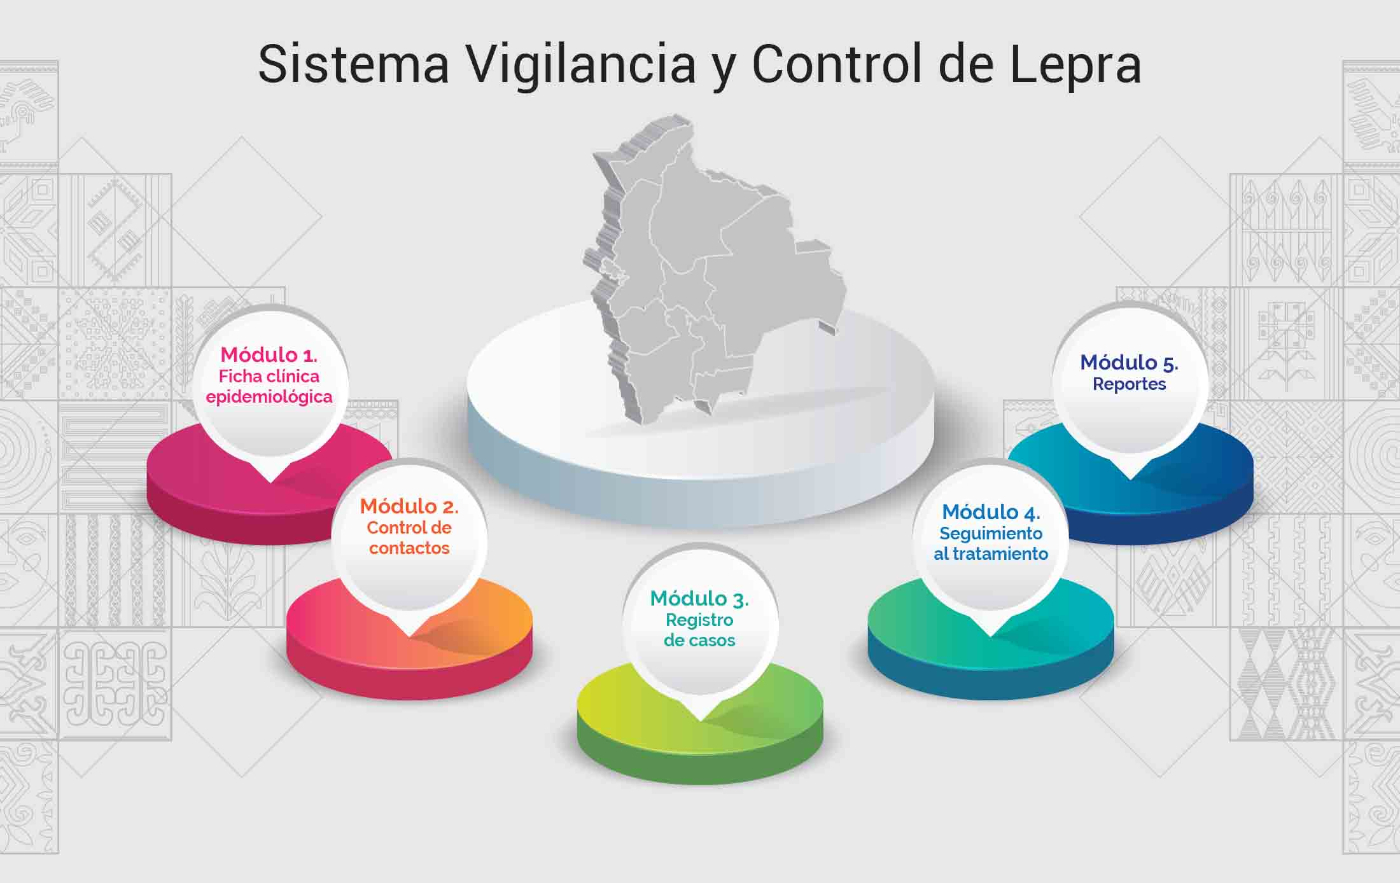 Sistema Vigilancia y Control de Lepra
Módulo 1.
Ficha clínica
epidemiológica
Módulo 2.
Control de
contactos
Módulo 3.
Registro
de casos
Módulo 4.
Seguimiento
al tratamiento
Módulo 5.
Reportes